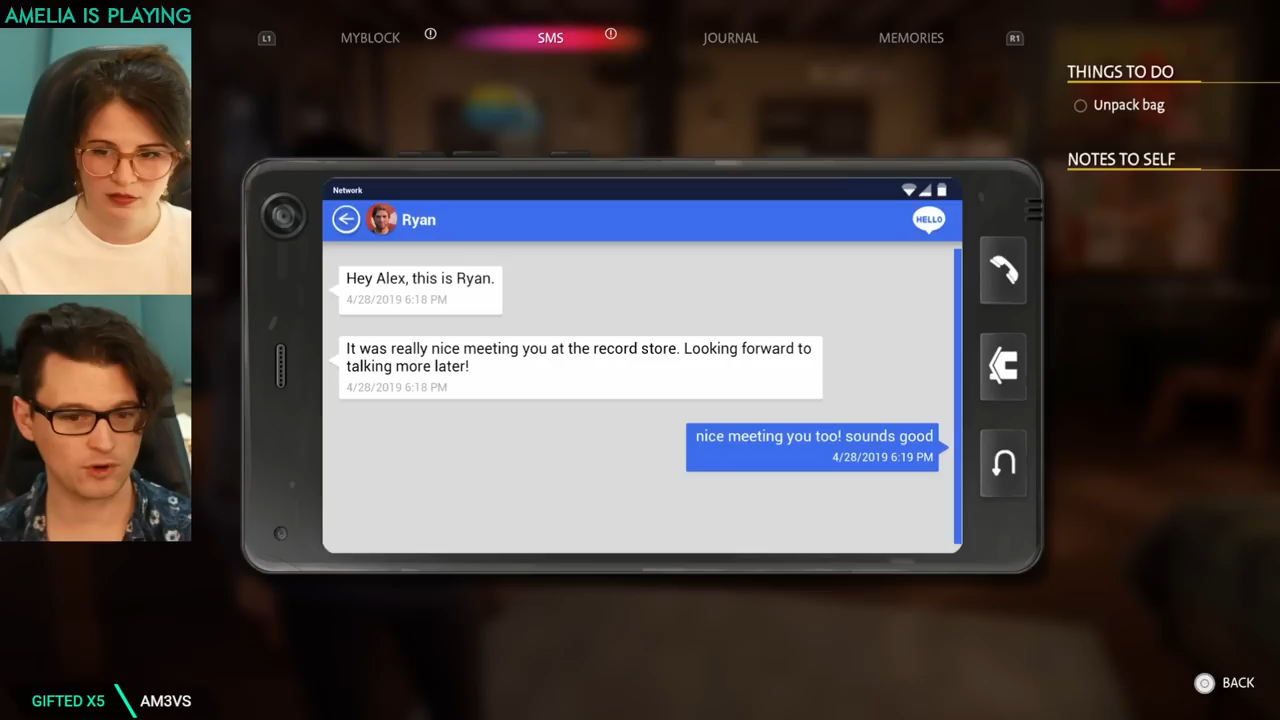 AMELIA IS PLAYING
L1
MYBLOCK
SMS
JOURNAL
MEMORIES
R1
THINGS TO DO
Unpack bag
NOTES TO SELF
Network
Ryan
HELLO
Hey Alex, this is Ryan.
4/28/2019 6:18 PM
It was really nice meeting you at the record store. Looking forward to
talking more later!
4/28/2019 6:18 PM
nice meeting you too! sounds good
4/28/2019 6:19 PM
BACK
GIFTED X5
AM3VS